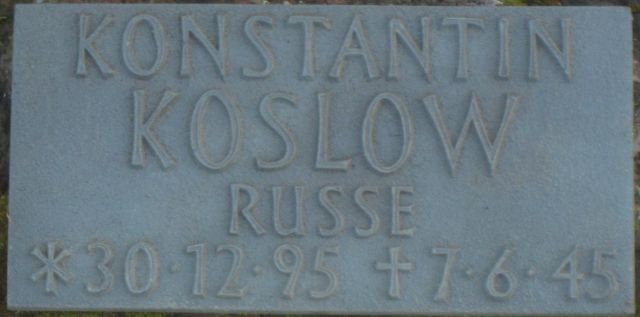 KONSTANTIN
KOSLOW
RUSSE
*30·12·95 †7·6·45